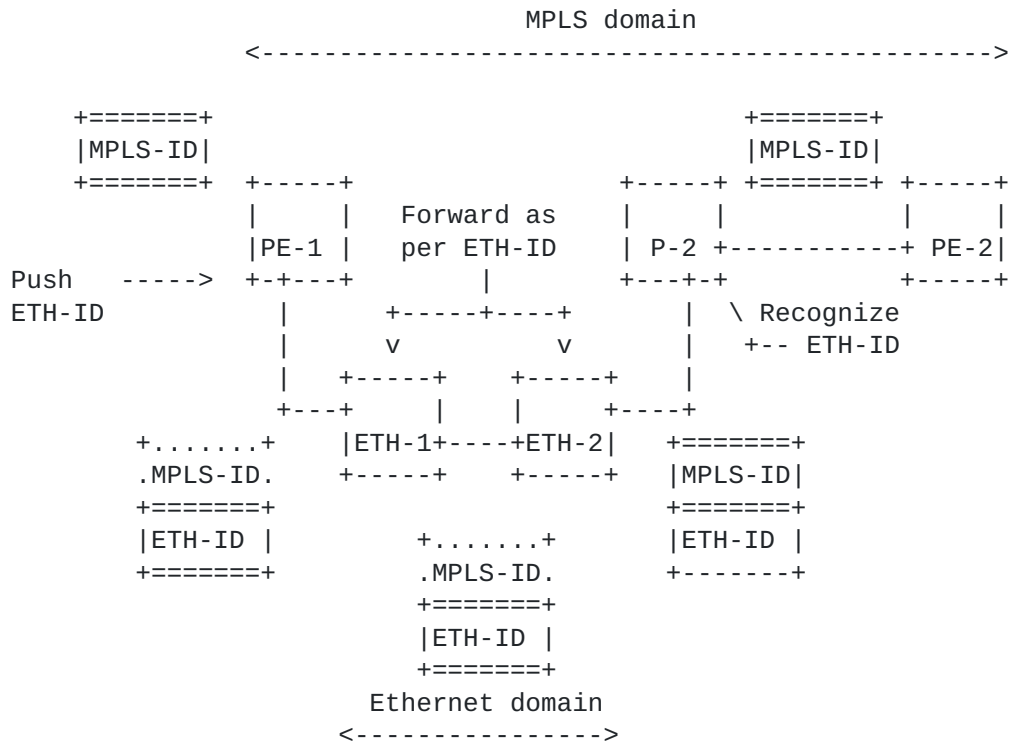 MPLS domain
               <----------------------------------------------->

    +=======+                                  +=======+
    |MPLS-ID|                                  |MPLS-ID|
    +=======+  +-----+                 +-----+ +=======+ +-----+
               |     |   Forward as    |     |           |     |
               |PE-1 |   per ETH-ID    | P-2 +-----------+ PE-2|
Push   ----->  +-+---+        |        +---+-+           +-----+
ETH-ID           |      +-----+----+       |  \ Recognize
                 |      v          v       |   +-- ETH-ID
                 |   +-----+    +-----+    |
                 +---+     |    |     +----+
        +.......+    |ETH-1+----+ETH-2|   +=======+
        .MPLS-ID.    +-----+    +-----+   |MPLS-ID|
        +=======+                         +=======+
        |ETH-ID |         +.......+       |ETH-ID |
        +=======+         .MPLS-ID.       +-------+
                          +=======+
                          |ETH-ID |
                          +=======+
                       Ethernet domain
                     <---------------->